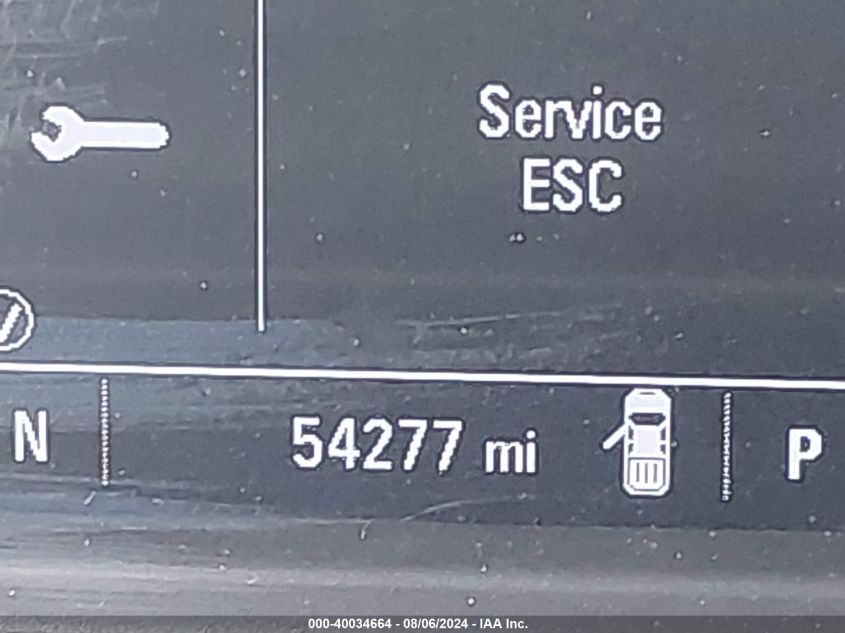 Service
ESC
N
54277 mi
P
000-40034664 - 08/06/2024 - IAA Inc.